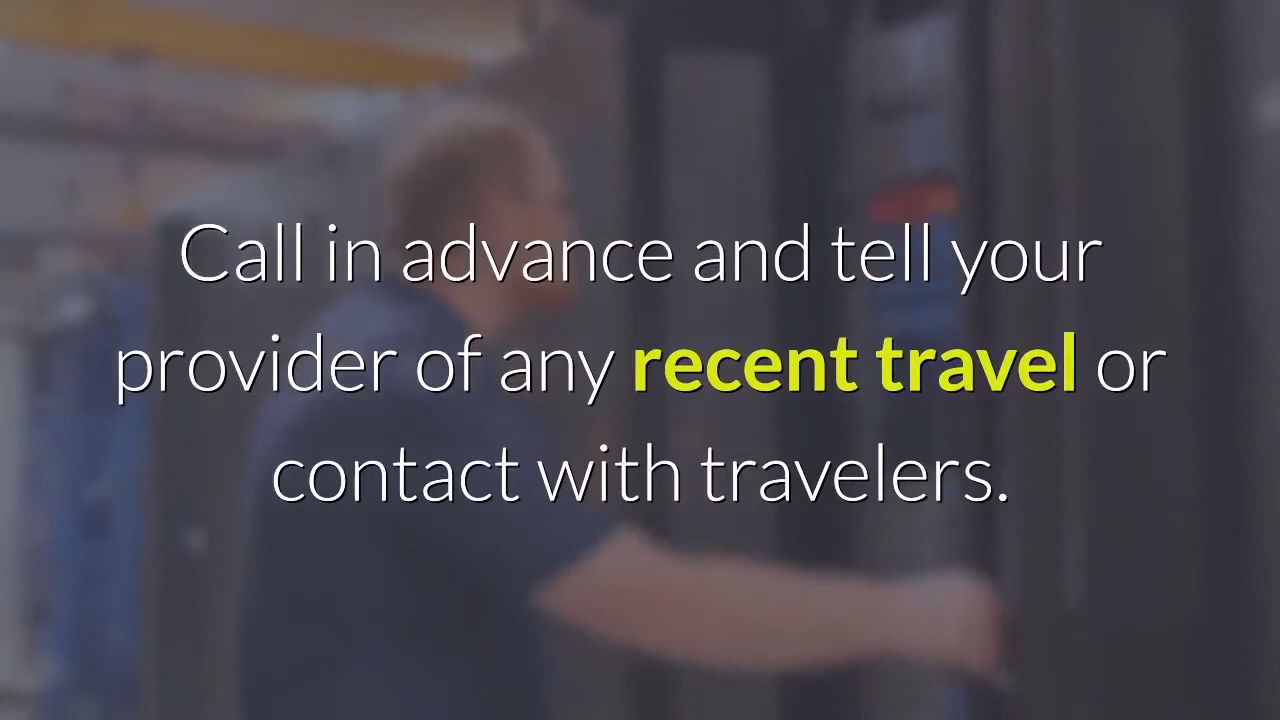 Call in advance and tell your
provider of any recent travel or
contact with travelers.